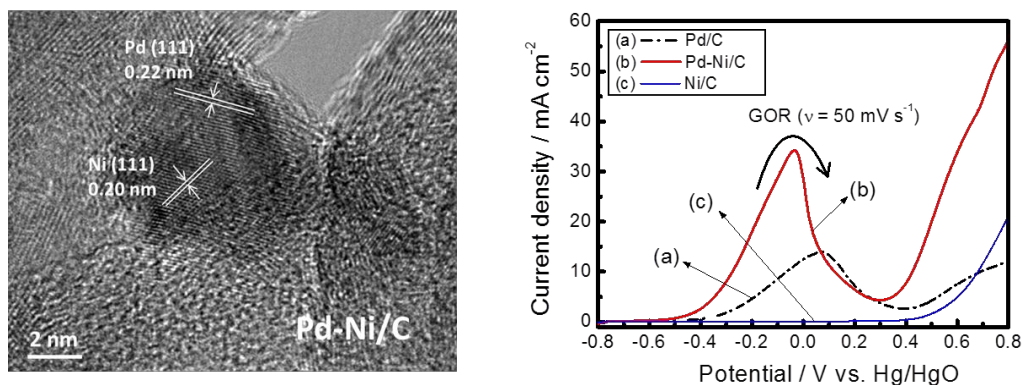 Pd (111)
0.22 nm
Ni (111)
0.20 nm
Pd-Ni/C
2 nm
Current density / mA cm⁻²
60
50
40
30
20
10
0
(a) Pd/C
(b) Pd-Ni/C
(c) Ni/C
GOR (ν = 50 mV s⁻¹)
(c)
(b)
(a)
-0.8 -0.6 -0.4 -0.2 0.0 0.2 0.4 0.6 0.8
Potential / V vs. Hg/HgO